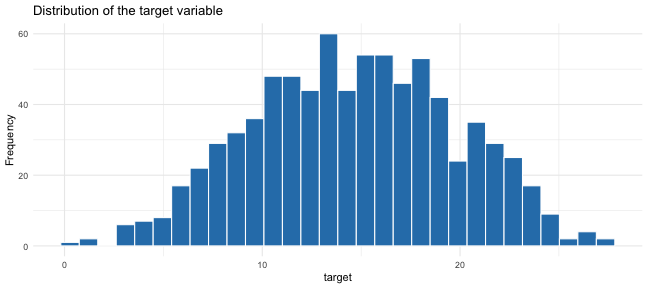 Distribution of the target variable
60
40
20
0
Frequency
0 10 20
target